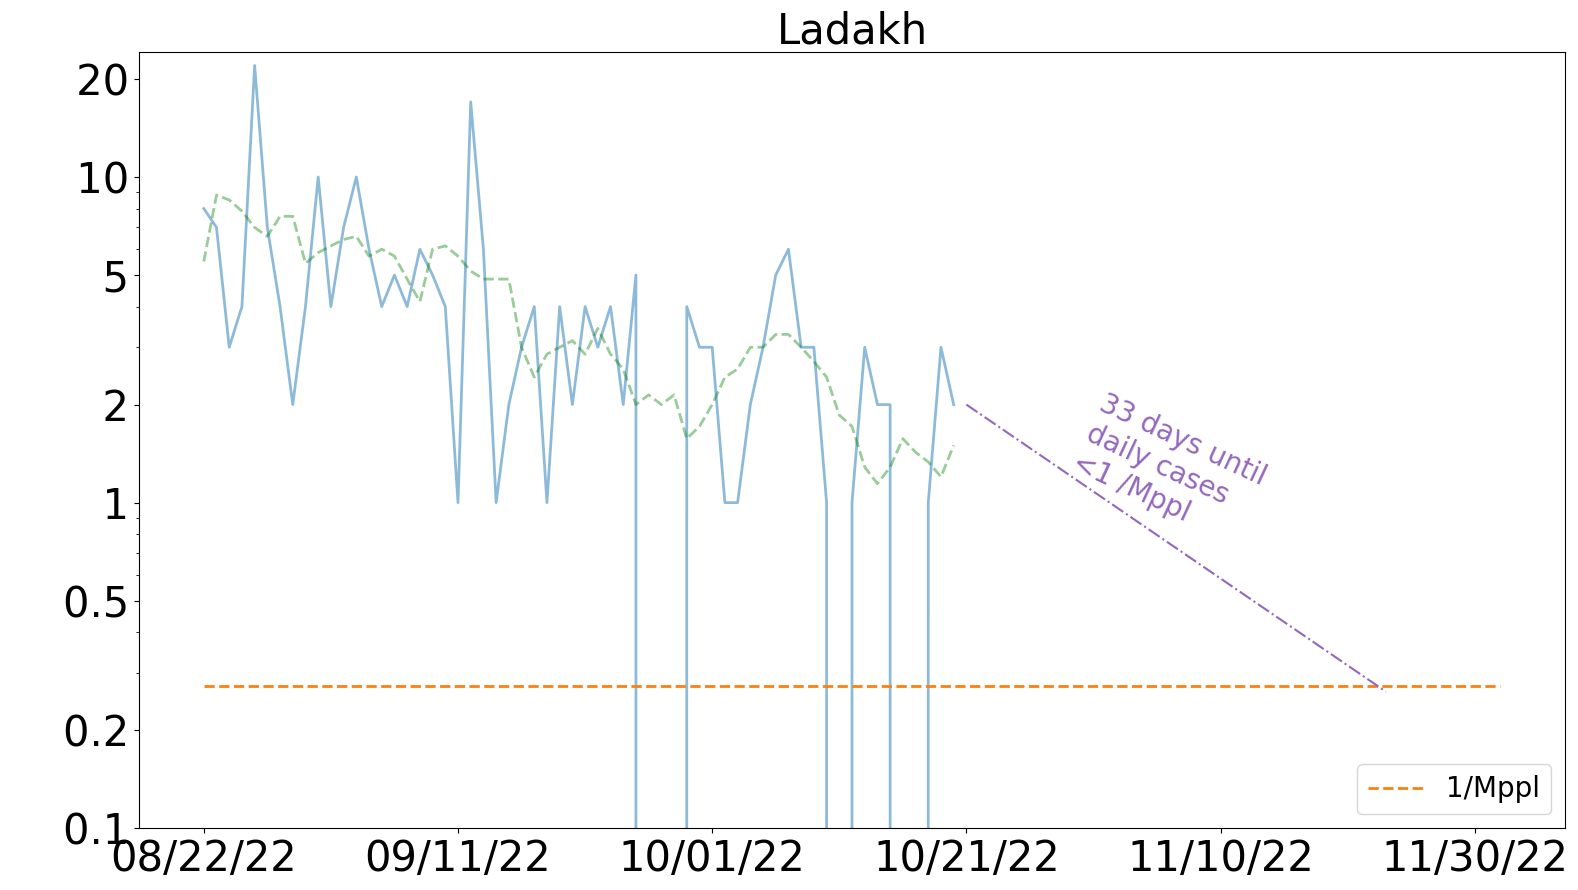 Ladakh
20
10
5
2
1
0.5
0.2
0.1
33 days until
daily cases
<1 /Mppl
1/Mppl
08/22/22
09/11/22
10/01/22
10/21/22
11/10/22
11/30/22